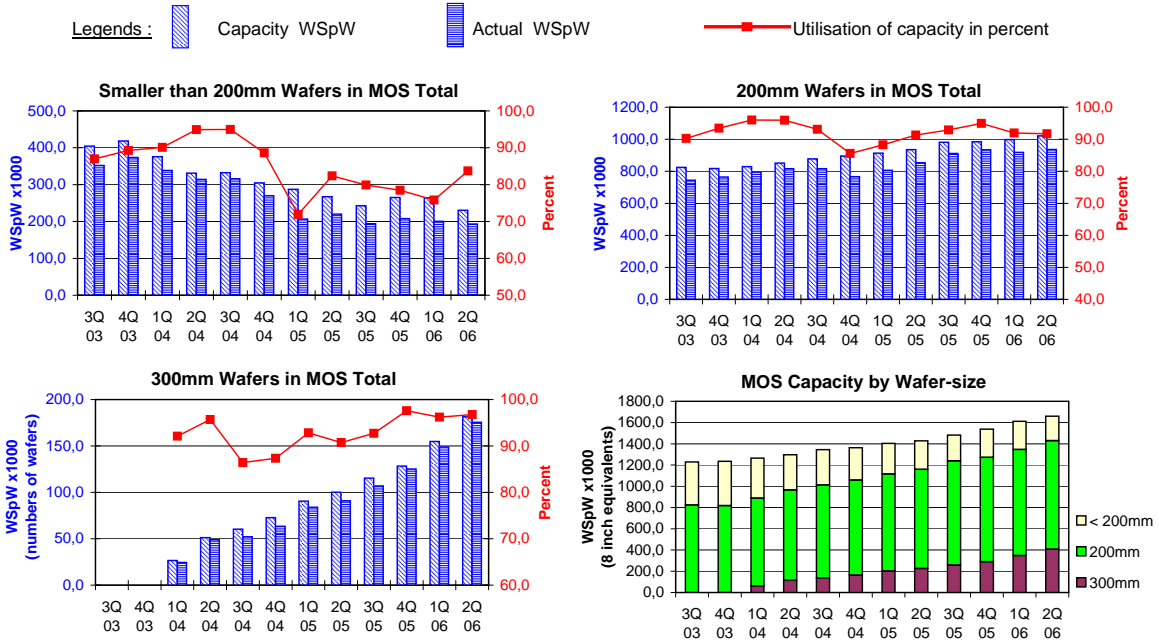 Legends :
Capacity WSpW
Actual WSpW
Utilisation of capacity in percent
Smaller than 200mm Wafers in MOS Total
WSpW x1000
500,0
400,0
300,0
200,0
100,0
0,0
100,0
90,0
80,0
70,0
60,0
50,0
Percent
3Q 4Q 1Q 2Q 3Q 4Q 1Q 2Q 3Q 4Q 1Q 2Q
03 03 04 04 04 04 05 05 05 05 06 06
200mm Wafers in MOS Total
WSpW x1000
1200,0
1000,0
800,0
600,0
400,0
200,0
0,0
100,0
90,0
80,0
70,0
60,0
50,0
40,0
Percent
3Q 4Q 1Q 2Q 3Q 4Q 1Q 2Q 3Q 4Q 1Q 2Q
03 03 04 04 04 04 05 05 05 05 06 06
300mm Wafers in MOS Total
WSpW x1000
(numbers of wafers)
200,0
150,0
100,0
50,0
0,0
100,0
90,0
80,0
70,0
60,0
Percent
3Q 4Q 1Q 2Q 3Q 4Q 1Q 2Q 3Q 4Q 1Q 2Q
03 03 04 04 04 04 05 05 05 05 06 06
MOS Capacity by Wafer-size
WSpW x1000
(8 inch equivalents)
1800,0
1600,0
1400,0
1200,0
1000,0
800,0
600,0
400,0
200,0
0,0
< 200mm
200mm
300mm
3Q 4Q 1Q 2Q 3Q 4Q 1Q 2Q 3Q 4Q 1Q 2Q
03 03 04 04 04 04 05 05 05 05 06 06